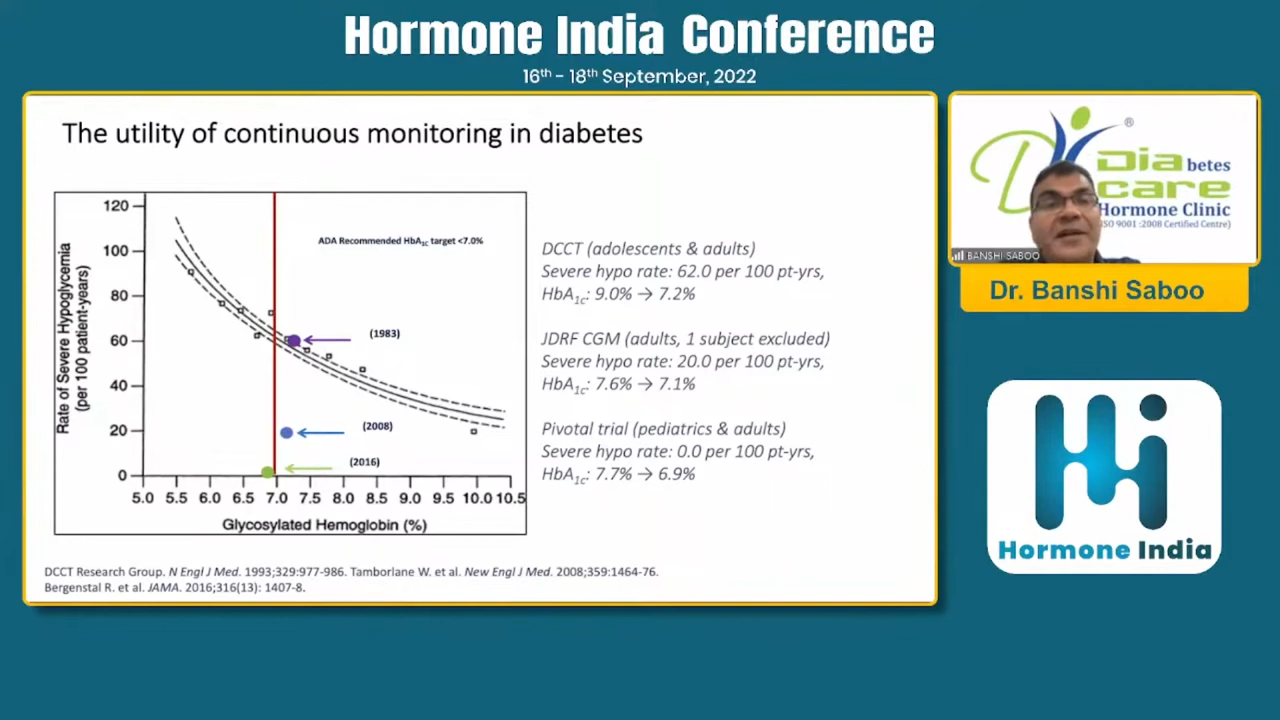 Hormone India Conference
16th - 18th September, 2022
The utility of continuous monitoring in diabetes
ADA Recommended HbA1C target <7.0%
Rate of Severe Hypoglycemia
(per 100 patient-years)
120
100
80
60
40
20
0
(1983)
(2008)
(2016)
5.0 5.5 6.0 6.5 7.0 7.5 8.0 8.5 9.0 9.5 10.0 10.5
Glycosylated Hemoglobin (%)
DCCT (adolescents & adults)
Severe hypo rate: 62.0 per 100 pt-yrs,
HbA1c: 9.0% → 7.2%
JDRF CGM (adults, 1 subject excluded)
Severe hypo rate: 20.0 per 100 pt-yrs,
HbA1c: 7.6% → 7.1%
Pivotal trial (pediatrics & adults)
Severe hypo rate: 0.0 per 100 pt-yrs,
HbA1c: 7.7% → 6.9%
DCCT Research Group. N Engl J Med. 1993;329:977-986. Tamborlane W. et al. New Engl J Med. 2008;359:1464-76.
Bergenstal R. et al. JAMA. 2016;316(13): 1407-8.
®
Dia betes
care
Hormone Clinic
ISO 9001 :2008 Certified Centre)
BANSHI SABOO
Dr. Banshi Saboo
Hormone India